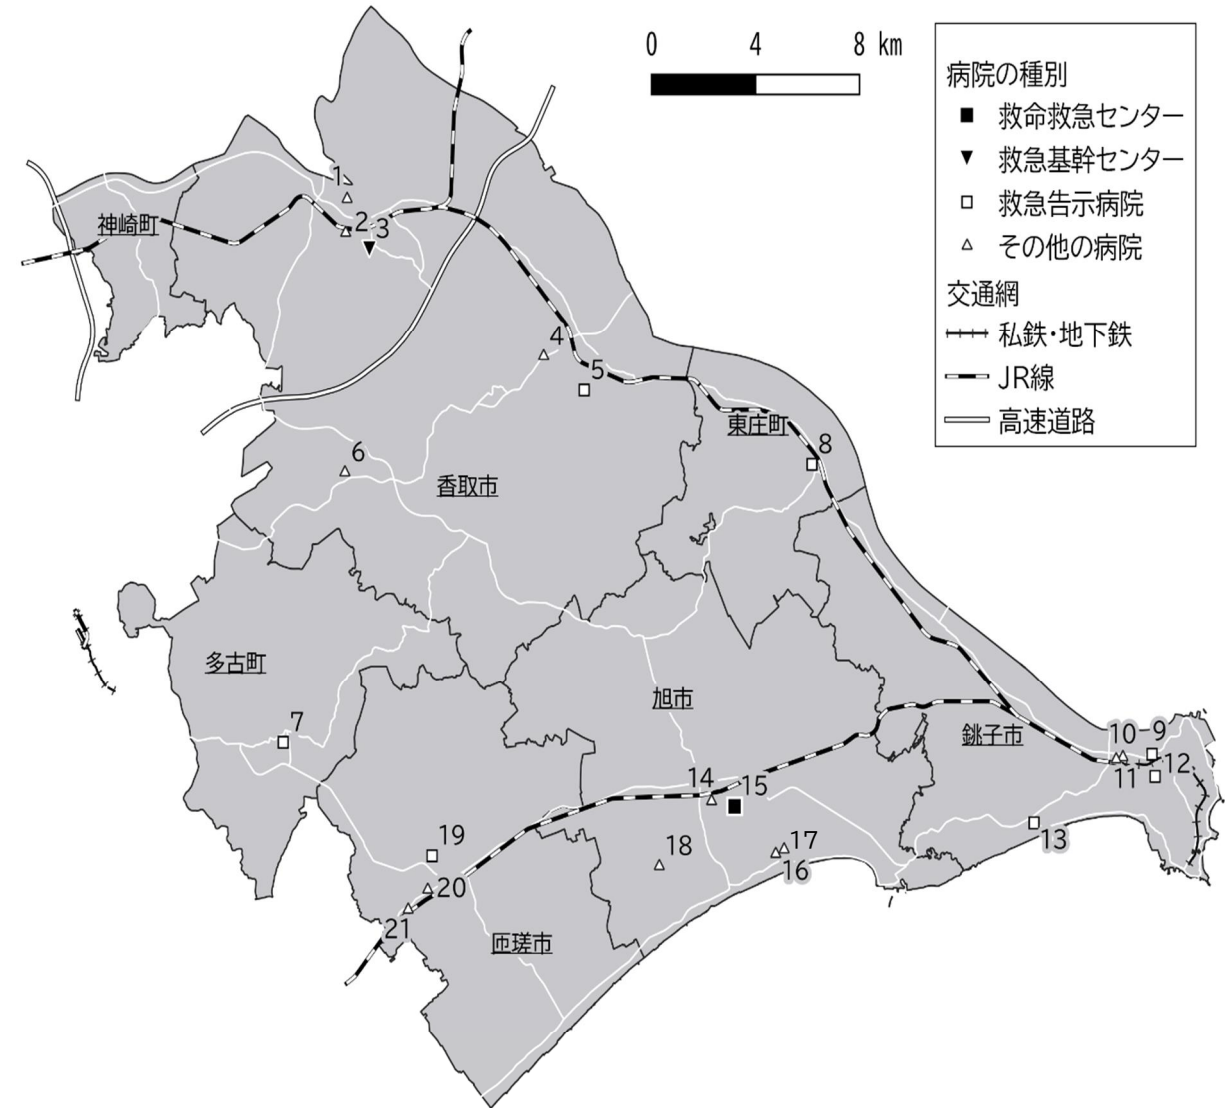 0 4 8 km
病院の種別
救命救急センター
救急基幹センター
救急告示病院
その他の病院
交通網
私鉄・地下鉄
JR線
高速道路
1
2
3
神崎町
4
5
東庄町
8
6
香取市
多古町
7
旭市
銚子市
10
9
11
12
13
14
15
17
16
18
19
20
21
匝瑳市